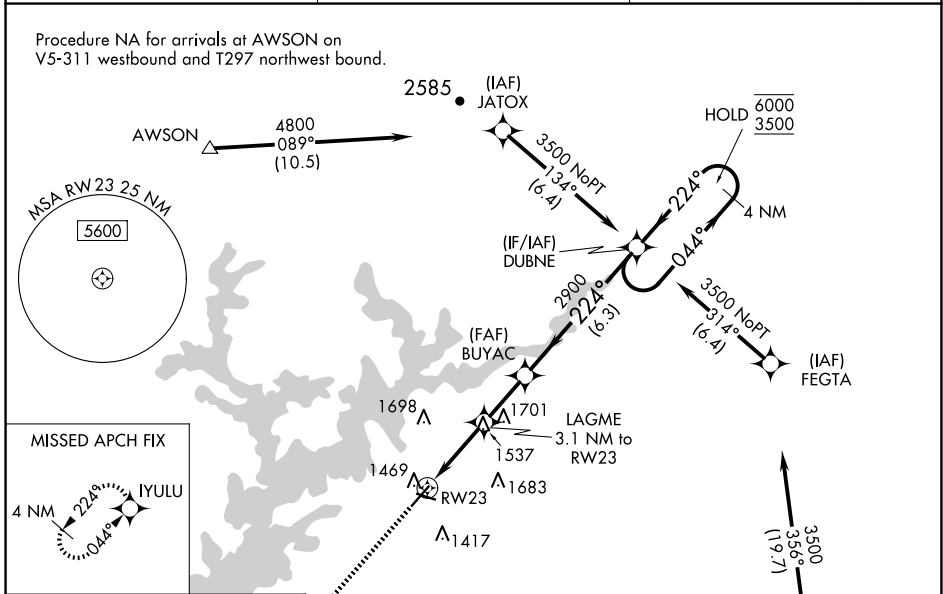 Procedure NA for arrivals at AWSON on
V5-311 westbound and T297 northwest bound.
2585
(IAF)
JATOX
HOLD 6000
3500
AWSON
4800
089°
(10.5)
3500 NoPT
134°
(6.4)
224°
4 NM
044°
MSA RW23 25 NM
5600
(IF/IAF)
DUBNE
2900
224°
(6.3)
3500 NoPT
314°
(6.4)
(IAF)
FEGTA
(FAF)
BUYAC
1698
1701
LAGME
3.1 NM to
RW23
1537
1469
RW23
1683
1417
MISSED APCH FIX
IYULU
4 NM
224°
044°
3500
356°
(19.7)